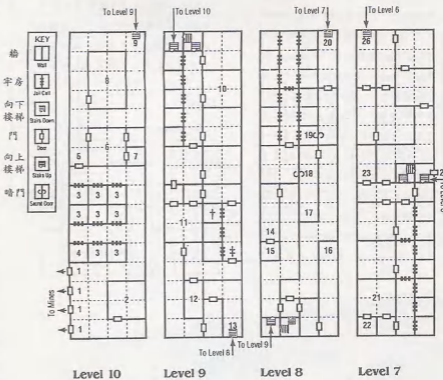 To Level 9
To Level 10
To Level 7
To Level 6
KEY
牆
Wall
牢房
Jail Cell
向下
樓梯
Stairs Down
門
Door
向上
樓梯
Stairs Up
暗門
Secret Door
9
8
6
5
7
3 3 3
3 3 3
3 3 3
4 3 3
1
1
1
1
2
To Mines
10
11
†
‡
12
13
20
19
18
17
14
15
16
26
23
21
22
To Level 8
To Level 9
Level 10
Level 9
Level 8
Level 7